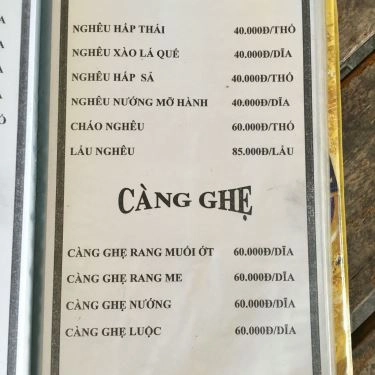 NGHÊU HẤP THÁI 40.000Đ/THỐ
NGHÊU XÀO LÁ QUẾ 40.000Đ/DĨA
NGHÊU HẤP SẢ 40.000Đ/THỐ
NGHÊU NƯỚNG MỠ HÀNH 40.000Đ/DĨA
CHÁO NGHÊU 60.000Đ/THỐ
LẨU NGHÊU 85.000Đ/LẨU
CÀNG GHẸ
CÀNG GHẸ RANG MUỐI ỚT 60.000Đ/DĨA
CÀNG GHẸ RANG ME 60.000Đ/DĨA
CÀNG GHẸ NƯỚNG 60.000Đ/DĨA
CÀNG GHẸ LUỘC 60.000Đ/DĨA